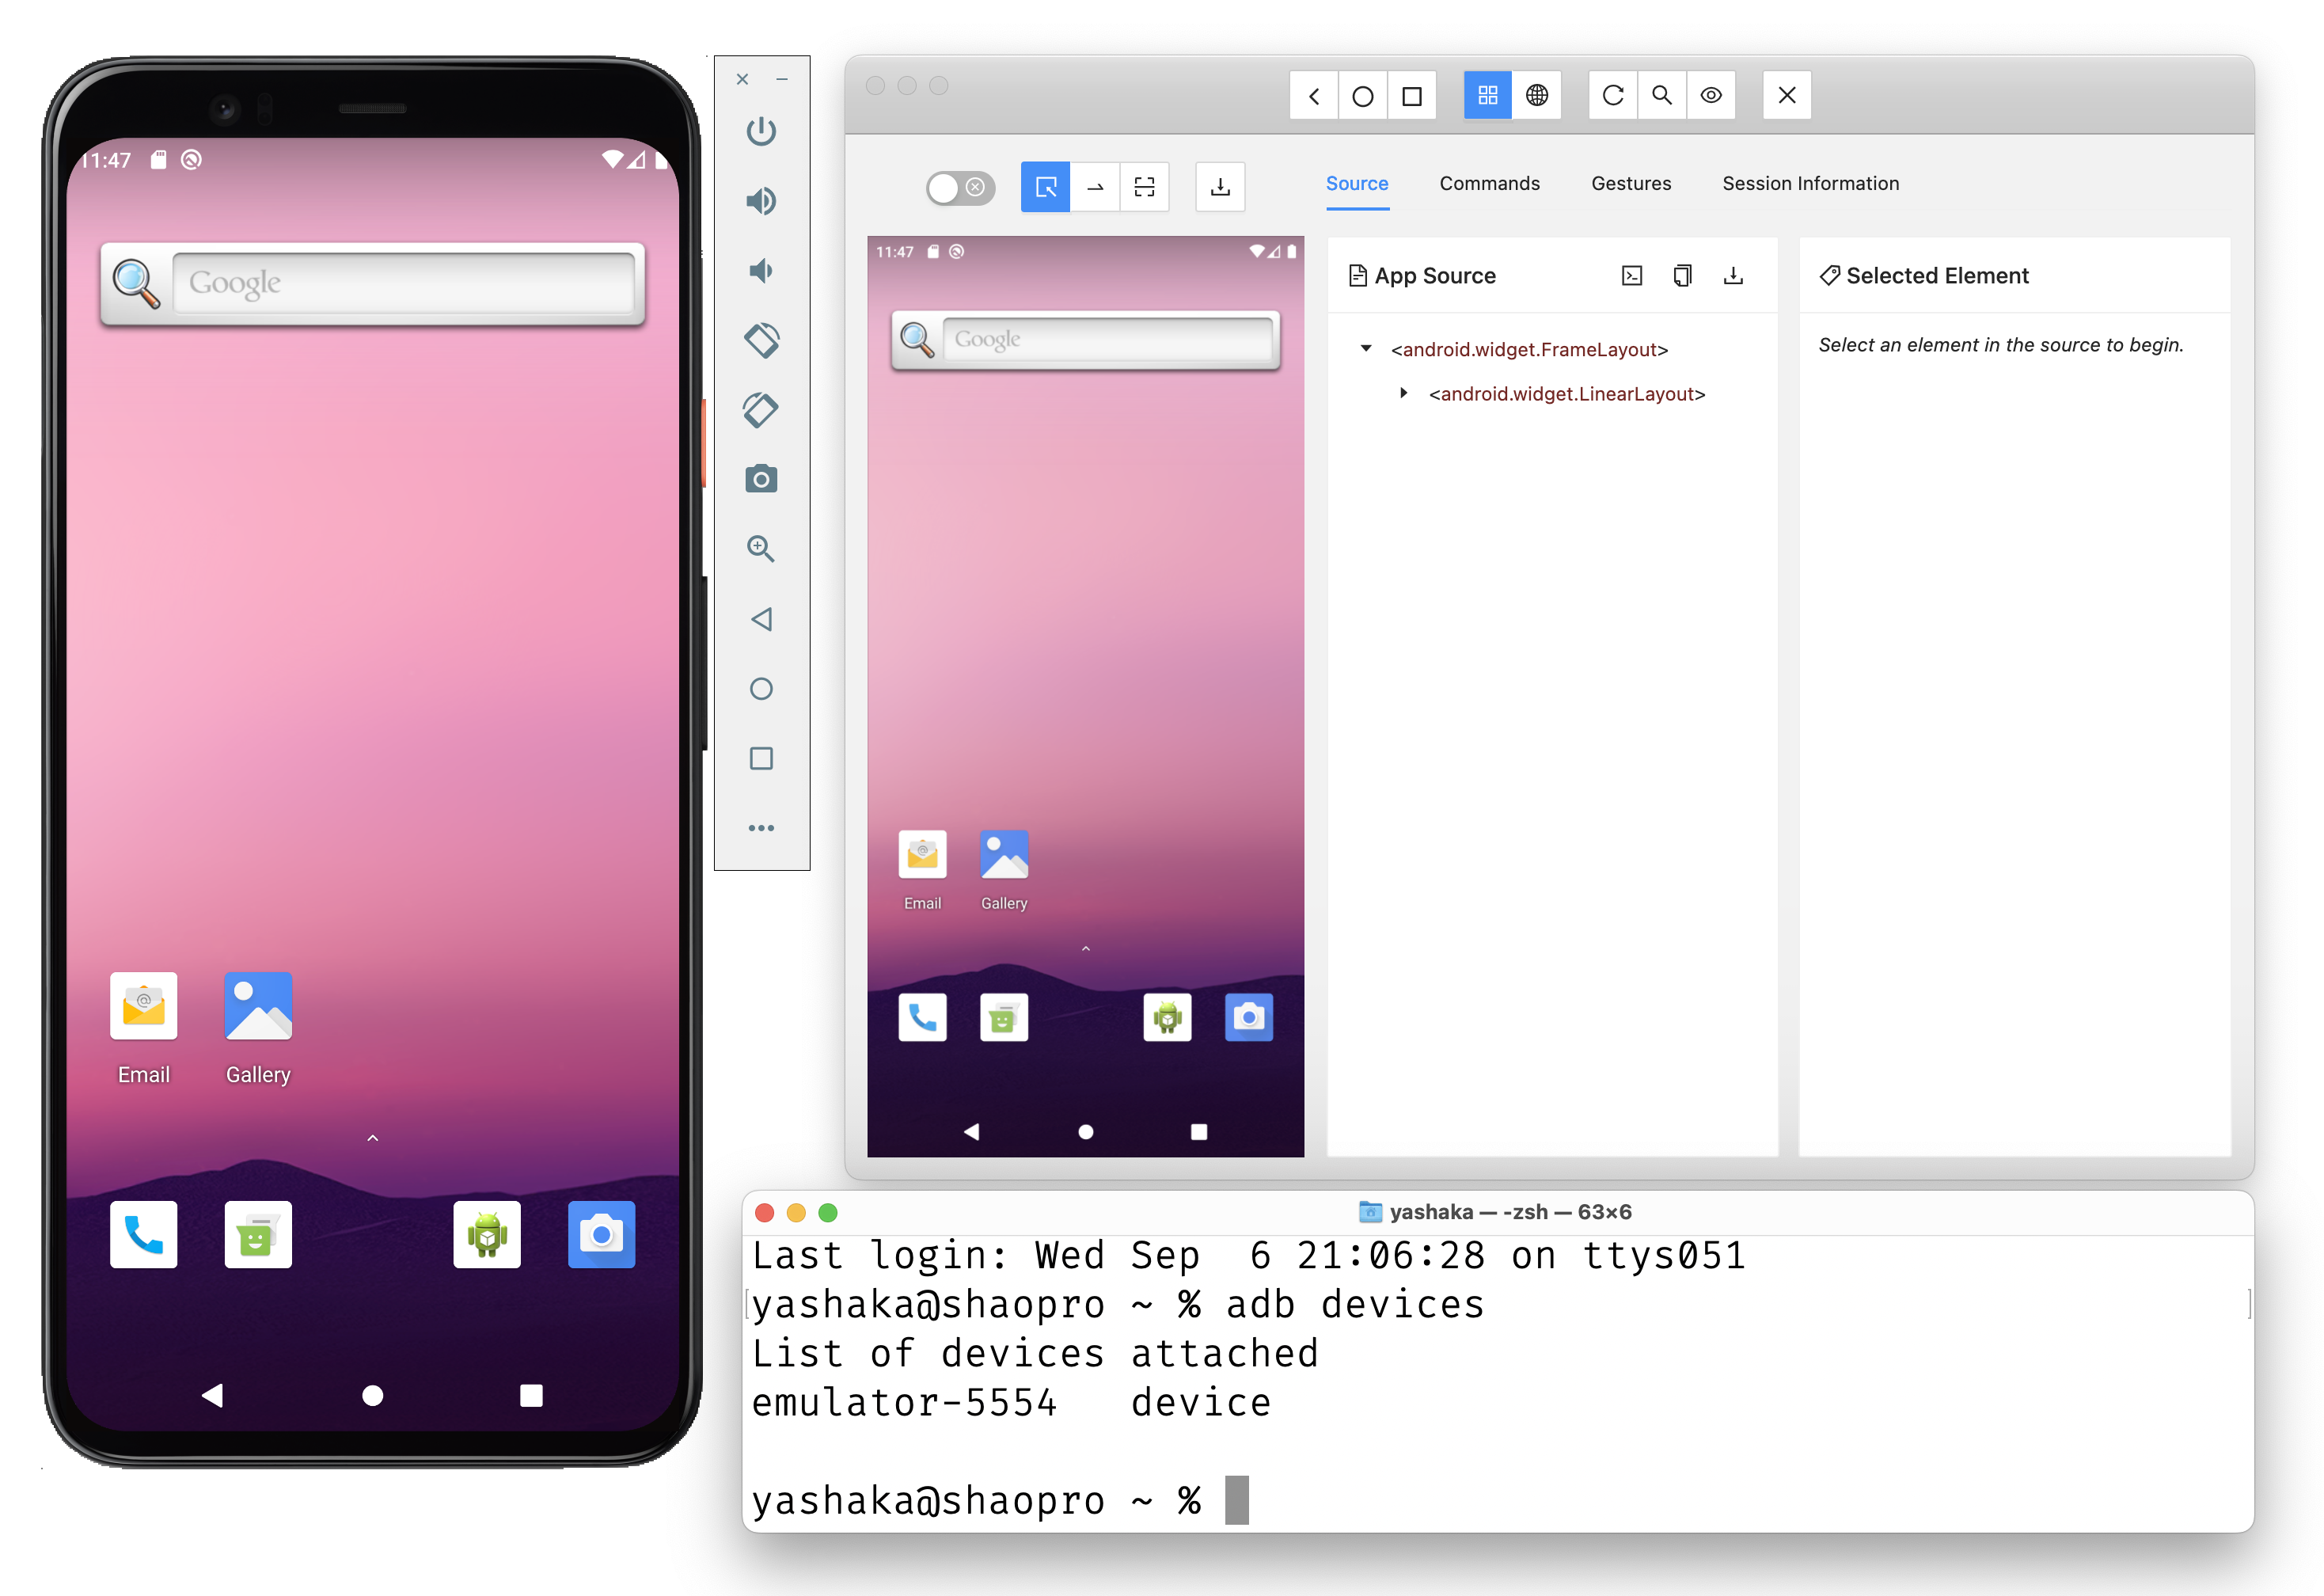 11:47
Google
Email
Gallery
Source
Commands
Gestures
Session Information
11:47
Google
Email
Gallery
App Source
<android.widget.FrameLayout>
<android.widget.LinearLayout>
Selected Element
Select an element in the source to begin.
yashaka — -zsh — 63×6
Last login: Wed Sep  6 21:06:28 on ttys051
yashaka@shaopro ~ % adb devices
List of devices attached
emulator-5554   device
yashaka@shaopro ~ %